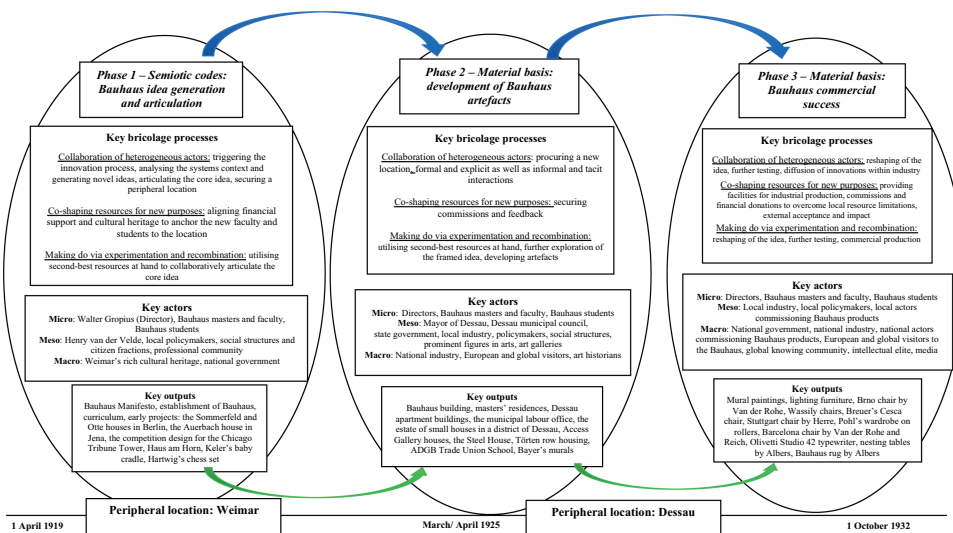 Phase 1 – Semiotic codes:
Bauhaus idea generation
and articulation
Key bricolage processes
Collaboration of heterogeneous actors: triggering the
innovation process, analysing the systems context and
generating novel ideas, articulating the core idea, securing a
peripheral location
Co-shaping resources for new purposes: aligning financial
support and cultural heritage to anchor the new faculty and
students to the location
Making do via experimentation and recombination: utilising
second-best resources at hand to collaboratively articulate the
core idea
Key actors
Micro: Walter Gropius (Director), Bauhaus masters and faculty,
Bauhaus students
Meso: Henry van der Velde, local policymakers, social structures and
citizen fractions, professional community
Macro: Weimar's rich cultural heritage, national government
Key outputs
Bauhaus Manifesto, establishment of Bauhaus,
curriculum, early projects: the Sommerfeld and
Otte houses in Berlin, the Auerbach house in
Jena, the competition design for the Chicago
Tribune Tower, Haus am Horn, Keler's baby
cradle, Hartwig's chess set
Phase 2 – Material basis:
development of Bauhaus
artefacts
Key bricolage processes
Collaboration of heterogeneous actors: procuring a new
location, formal and explicit as well as informal and tacit
interactions
Co-shaping resources for new purposes: securing
commissions and feedback
Making do via experimentation and recombination:
utilising second-best resources at hand, further exploration of
the framed idea, developing artefacts
Key actors
Micro: Directors, Bauhaus masters and faculty, Bauhaus students
Meso: Mayor of Dessau, Dessau municipal council,
state government, local industry, policymakers, social structures,
prominent figures in arts, art galleries
Macro: National industry, European and global visitors, art historians
Key outputs
Bauhaus building, masters' residences, Dessau
apartment buildings, the municipal labour office, the
estate of small houses in a district of Dessau, Access
Gallery houses, the Steel House, Törten row housing,
ADGB Trade Union School, Bayer's murals
Phase 3 – Material basis:
Bauhaus commercial
success
Key bricolage processes
Collaboration of heterogeneous actors: reshaping of the
idea, further testing, diffusion of innovations within industry
Co-shaping resources for new purposes: providing
facilities for industrial production, commissions and
financial donations to overcome local resource limitations,
external acceptance and impact
Making do via experimentation and recombination:
reshaping of the idea, further testing, commercial production
Key actors
Micro: Directors, Bauhaus masters and faculty, Bauhaus students
Meso: Local industry, local policymakers, local actors
commissioning Bauhaus products
Macro: National government, national industry, national actors
commissioning Bauhaus products, European and global visitors to
the Bauhaus, global knowing community, intellectual elite, media
Key outputs
Mural paintings, lighting furniture, Brno chair by
Van der Rohe, Wassily chairs, Breuer's Cesca
chair, Stuttgart chair by Herre, Pohl's wardrobe on
rollers, Barcelona chair by Van der Rohe and
Reich, Olivetti Studio 42 typewriter, nesting tables
by Albers, Bauhaus rug by Albers
Peripheral location: Weimar
Peripheral location: Dessau
1 April 1919
March/ April 1925
1 October 1932